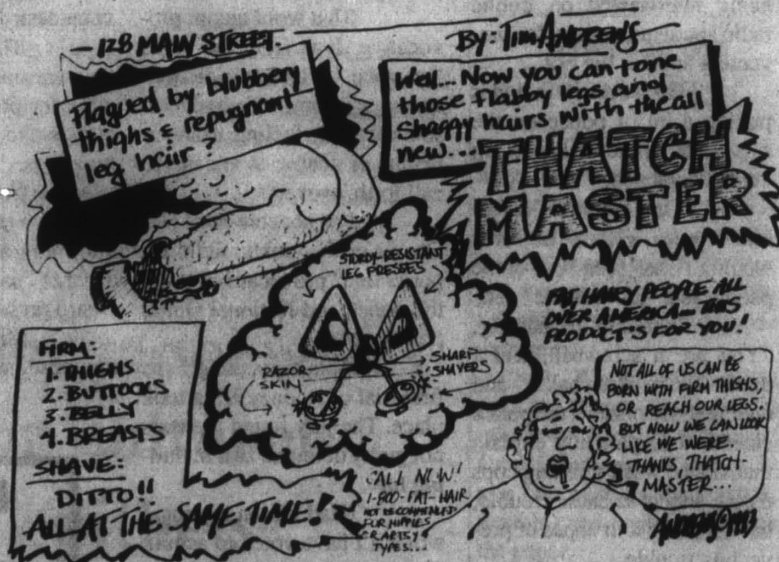 128 MAIN STREET.
BY: TIM ANDREWS
Plagued by blubbery
thighs & repugnant
leg hair?
Well... Now you can tone
those flabby legs and
shaggy hairs with the all
new...
THATCH
MASTER
STURDY-RESISTANT
LEG PRESSES
RAZOR
SKIN
SHARP
SHAVERS
FAT, HAIRY PEOPLE ALL
OVER AMERICA... THIS
PRODUCT'S FOR YOU!
FIRM:
1. THIGHS
2. BUTTOCKS
3. BELLY
4. BREASTS
SHAVE:
DITTO!!
ALL AT THE SAME TIME!
CALL NOW!
1-800-FAT-HAIR
NOT RECOMMENDED
FOR HIPPIES
OR ARTSY
TYPES...
NOT ALL OF US CAN BE
BORN WITH FIRM THIGHS,
OR REACH OUR LEGS.
BUT NOW WE CAN LOOK
LIKE WE WERE.
THANKS, THATCH-
MASTER...
ANDREWS©1993